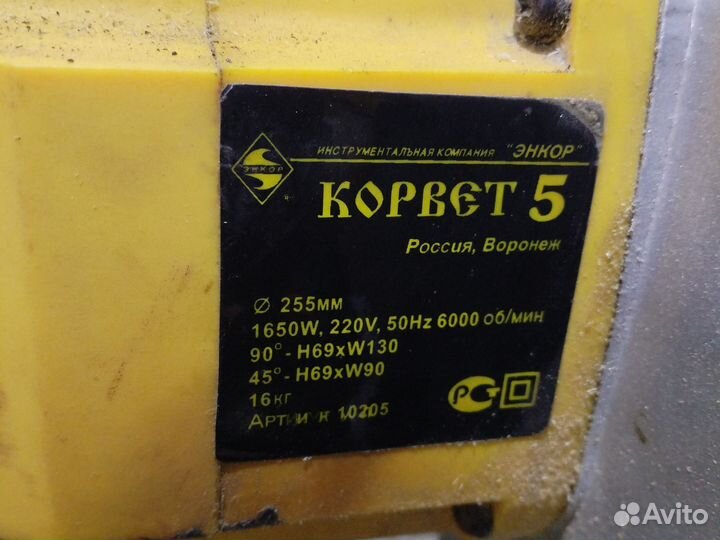 ИНСТРУМЕНТАЛЬНАЯ КОМПАНИЯ "ЭНКОР"
ЭНКОР
КОРВЕТ 5
Россия, Воронеж
Ø 255мм
1650W, 220V, 50Hz 6000 об/мин
90°- H69xW130
45°- H69xW90
16кг
10205
РСТ
Avito